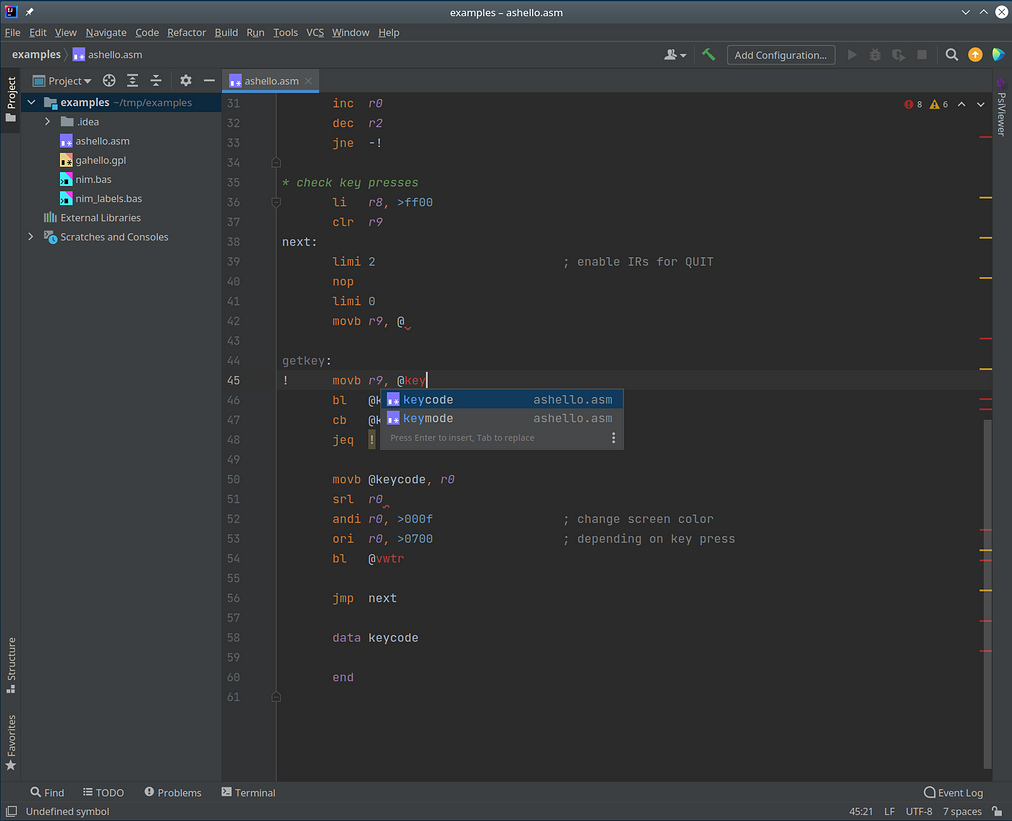 examples – ashello.asm
File Edit View Navigate Code Refactor Build Run Tools VCS Window Help
examples ashello.asm Add Configuration...
Project
Project
ashello.asm
PsiViewer
8 6
examples ~/tmp/examples
.idea
ashello.asm
gahello.gpl
nim.bas
nim_labels.bas
External Libraries
Scratches and Consoles
31 inc r0
32 dec r2
33 jne -!
34
35 * check key presses
36 li r8, >ff00
37 clr r9
38 next:
39 limi 2 ; enable IRs for QUIT
40 nop
41 limi 0
42 movb r9, @
43
44 getkey:
45 ! movb r9, @key
46 bl @k
47 cb @k
48 jeq !
keycode ashello.asm
keymode ashello.asm
Press Enter to insert, Tab to replace
49
50 movb @keycode, r0
51 srl r0
52 andi r0, >000f ; change screen color
53 ori r0, >0700 ; depending on key press
54 bl @vwtr
55
56 jmp next
57
58 data keycode
59
60 end
61
Structure
Favorites
Find TODO Problems Terminal Event Log
Undefined symbol 45:21 LF UTF-8 7 spaces